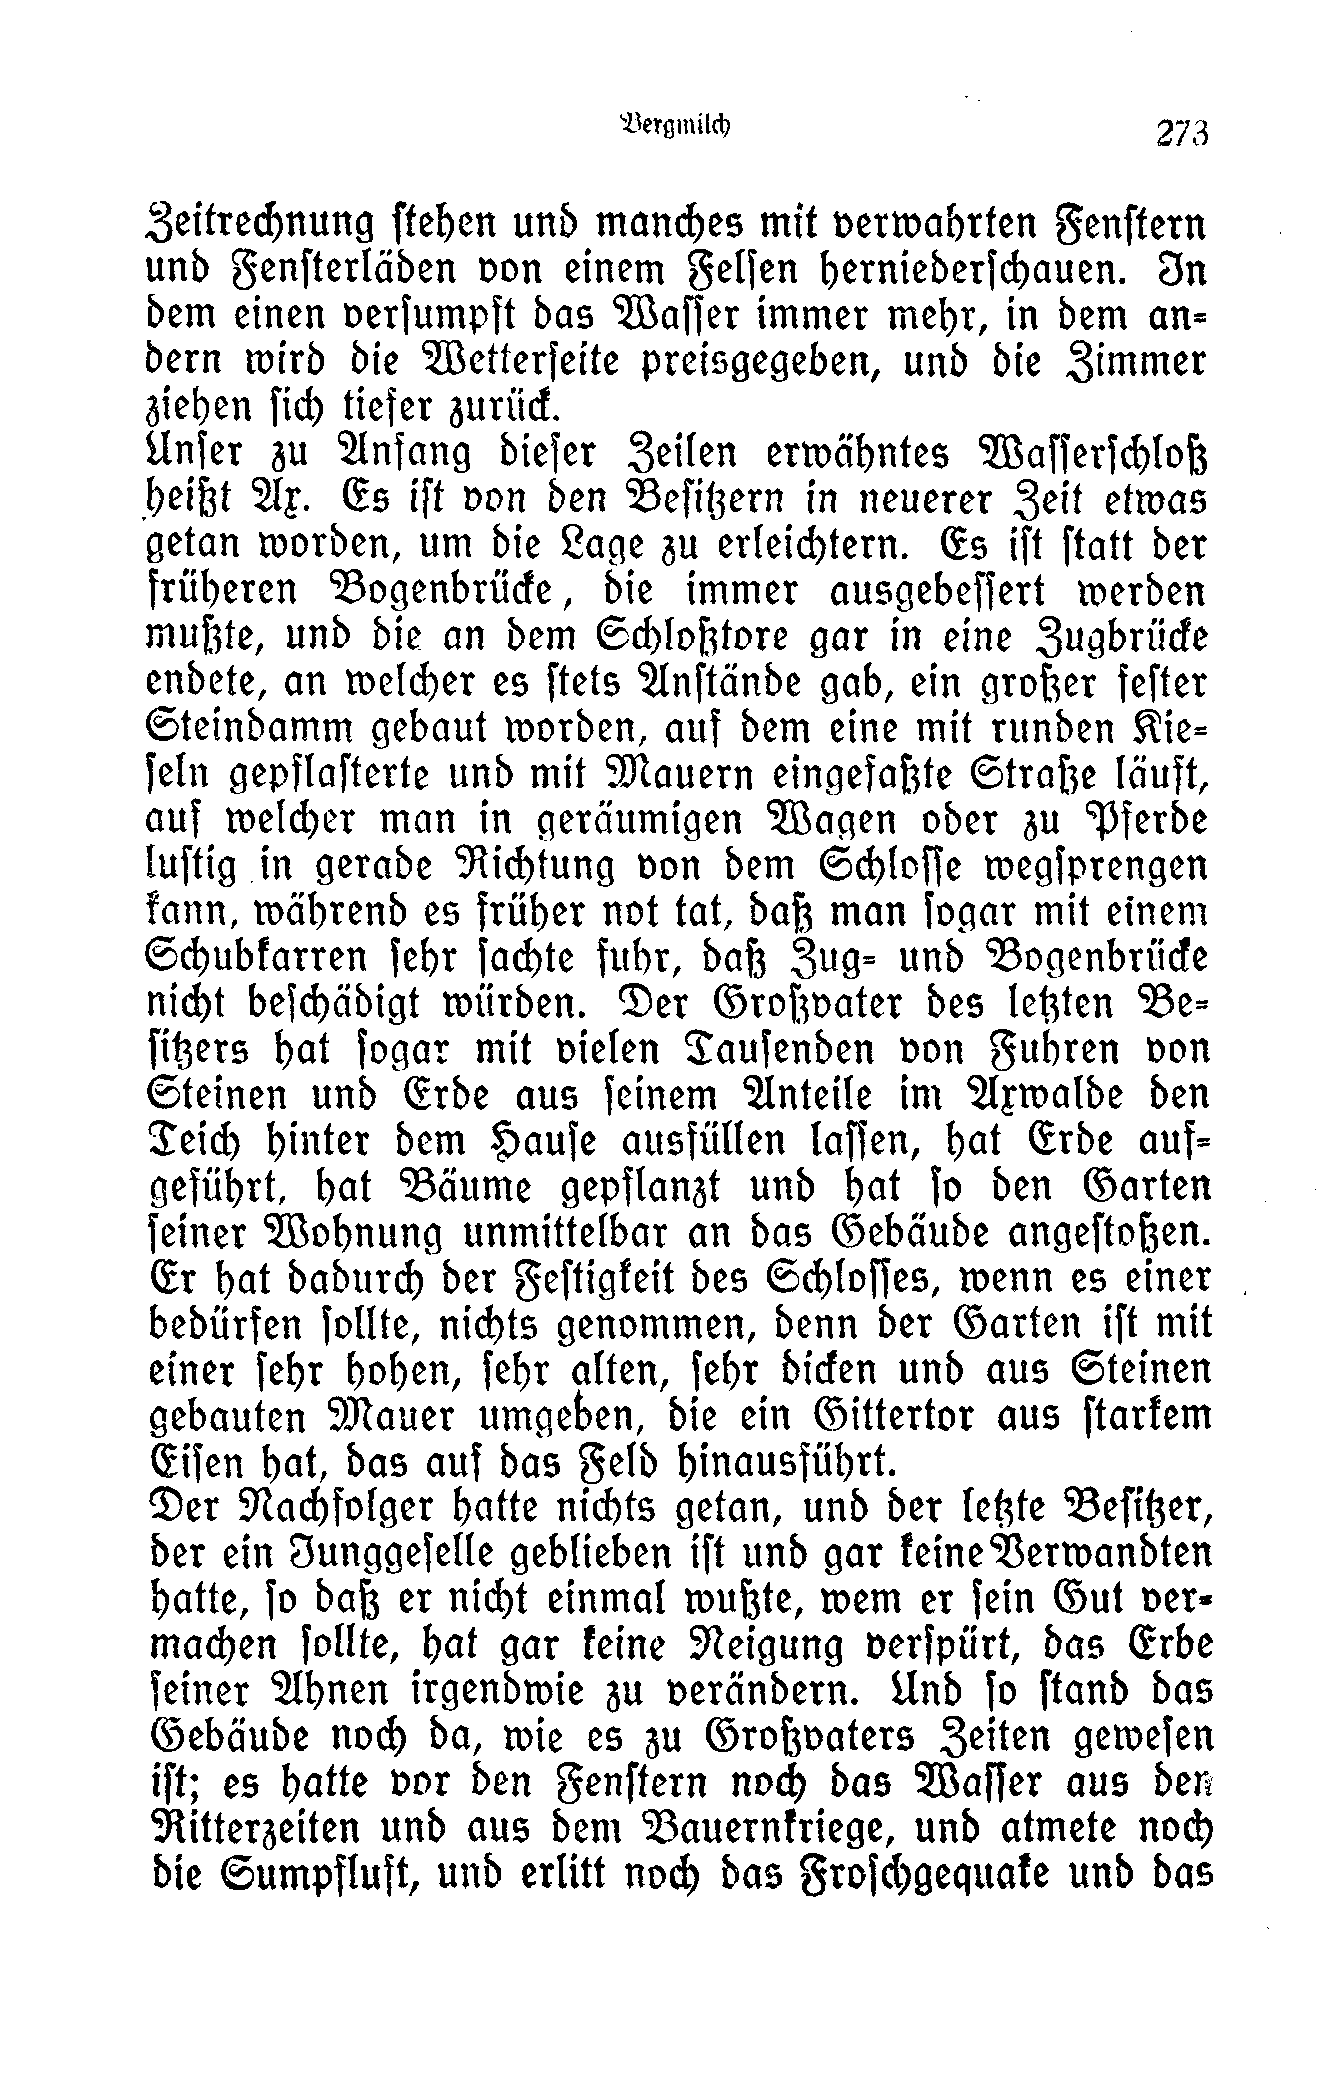 Bergmilch 273
Zeitrechnung ſtehen und manches mit verwahrten Fenſtern
und Fenſterläden von einem Felſen herniederſchauen. In
dem einen verſumpft das Waſſer immer mehr, in dem an-
dern wird die Wetterſeite preisgegeben, und die Zimmer
ziehen ſich tiefer zurück.
Unſer zu Anfang dieſer Zeilen erwähntes Waſſerſchloß
heißt Ax. Es iſt von den Beſitzern in neuerer Zeit etwas
getan worden, um die Lage zu erleichtern. Es iſt ſtatt der
früheren Bogenbrücke, die immer ausgebeſſert werden
mußte, und die an dem Schloßtore gar in eine Zugbrücke
endete, an welcher es ſtets Anſtände gab, ein großer feſter
Steindamm gebaut worden, auf dem eine mit runden Kie-
ſeln gepflaſterte und mit Mauern eingefaßte Straße läuft,
auf welcher man in geräumigen Wagen oder zu Pferde
luſtig in gerade Richtung von dem Schloſſe wegſprengen
kann, während es früher not tat, daß man ſogar mit einem
Schubkarren ſehr ſachte fuhr, daß Zug- und Bogenbrücke
nicht beſchädigt würden. Der Großvater des letzten Be-
ſitzers hat ſogar mit vielen Tauſenden von Fuhren von
Steinen und Erde aus ſeinem Anteile im Axwalde den
Teich hinter dem Hauſe ausfüllen laſſen, hat Erde auf-
geführt, hat Bäume gepflanzt und hat ſo den Garten
ſeiner Wohnung unmittelbar an das Gebäude angeſtoßen.
Er hat dadurch der Feſtigkeit des Schloſſes, wenn es einer
bedürfen ſollte, nichts genommen, denn der Garten iſt mit
einer ſehr hohen, ſehr alten, ſehr dicken und aus Steinen
gebauten Mauer umgeben, die ein Gittertor aus ſtarkem
Eiſen hat, das auf das Feld hinausführt.
Der Nachfolger hatte nichts getan, und der letzte Beſitzer,
der ein Junggeſelle geblieben iſt und gar keine Verwandten
hatte, ſo daß er nicht einmal wußte, wem er ſein Gut ver-
machen ſollte, hat gar keine Neigung verſpürt, das Erbe
ſeiner Ahnen irgendwie zu verändern. Und ſo ſtand das
Gebäude noch da, wie es zu Großvaters Zeiten geweſen
iſt; es hatte vor den Fenſtern noch das Waſſer aus den
Ritterzeiten und aus dem Bauernkriege, und atmete noch
die Sumpfluft, und erlitt noch das Froſchgequake und das